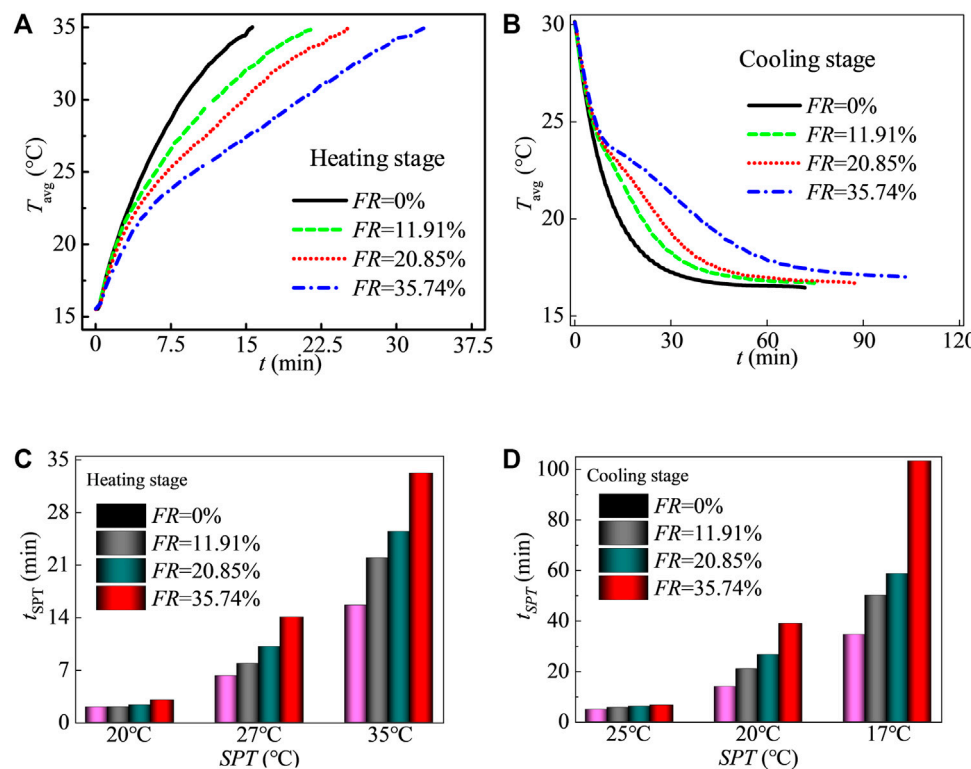 A
35
30
25
20
15
T_avg (°C)
Heating stage
FR=0%
FR=11.91%
FR=20.85%
FR=35.74%
0 7.5 15 22.5 30 37.5
t (min)
B
30
25
20
15
T_avg (°C)
Cooling stage
FR=0%
FR=11.91%
FR=20.85%
FR=35.74%
0 30 60 90 120
t (min)
C
35
28
21
14
7
0
t_SPT (min)
Heating stage
FR=0%
FR=11.91%
FR=20.85%
FR=35.74%
20°C 27°C 35°C
SPT (°C)
D
100
80
60
40
20
0
t_SPT (min)
Cooling stage
FR=0%
FR=11.91%
FR=20.85%
FR=35.74%
25°C 20°C 17°C
SPT (°C)